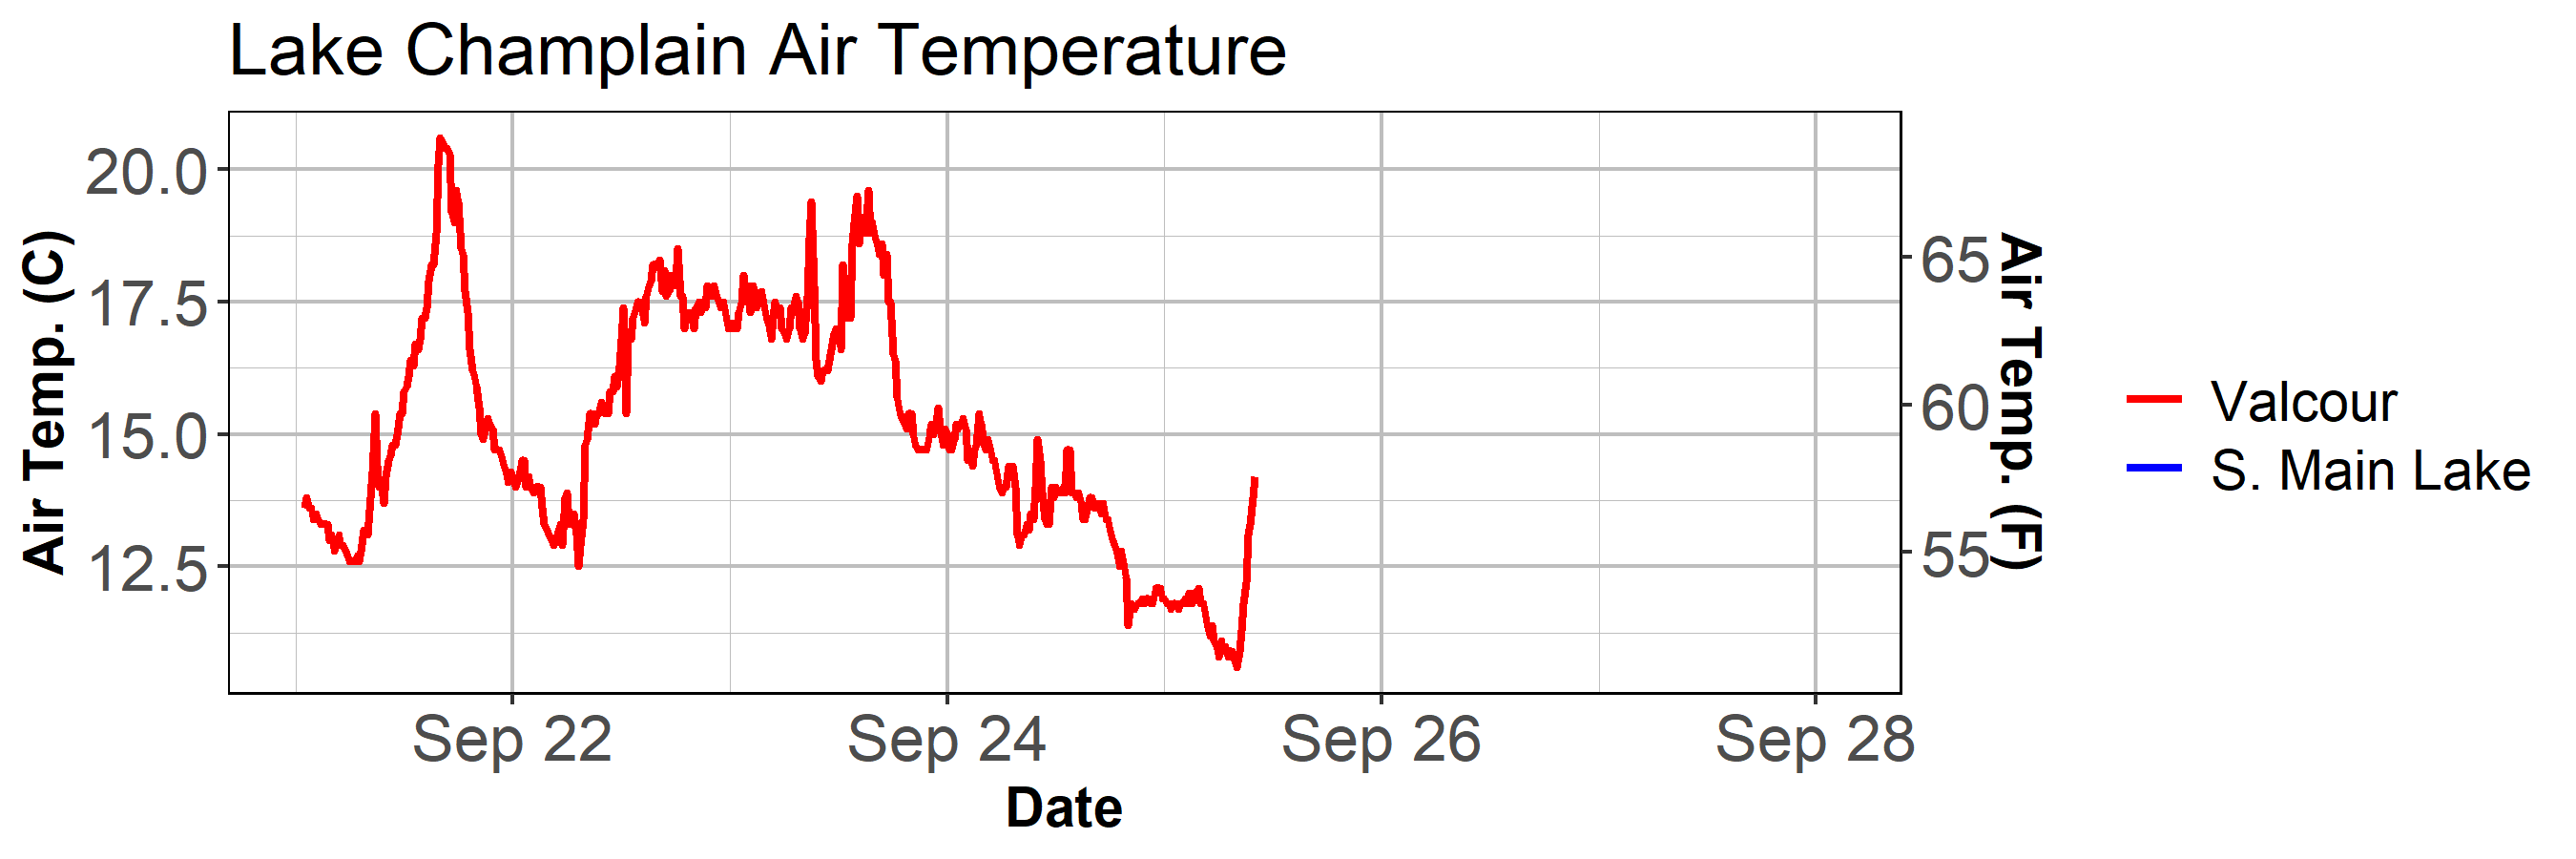 Lake Champlain Air Temperature
Air Temp. (C)
20.0
17.5
15.0
12.5
65
60
55
Air Temp. (F)
Sep 22
Sep 24
Sep 26
Sep 28
Date
Valcour
S. Main Lake